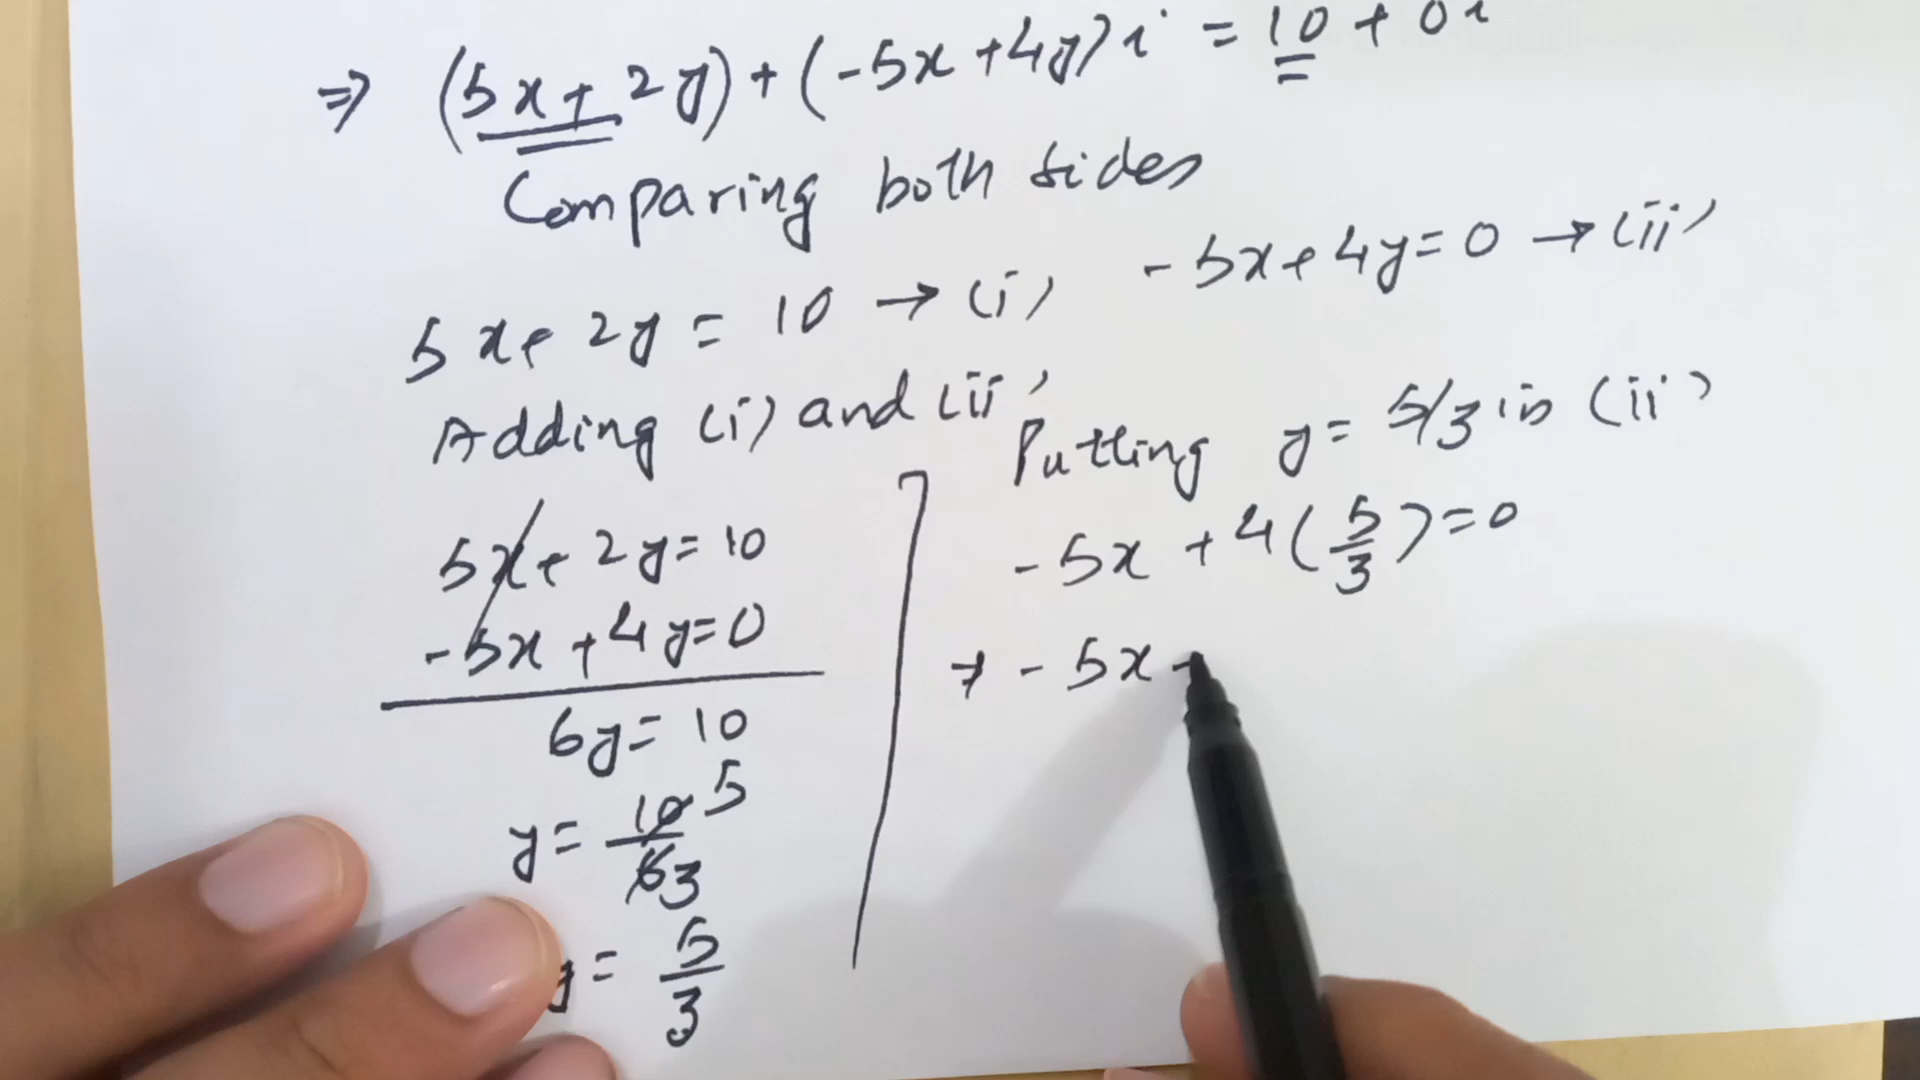 ⇒ (5x + 2y) + (-5x + 4y)i = 10 + 0i
Comparing both sides
5x + 2y = 10 → (i)
-5x + 4y = 0 → (ii)
Adding (i) and (ii)
5x + 2y = 10
-5x + 4y = 0
6y = 10
y = 10/6 5/3
y = 5/3
Putting y = 5/3 in (ii)
-5x + 4(5/3) = 0
⇒ -5x +